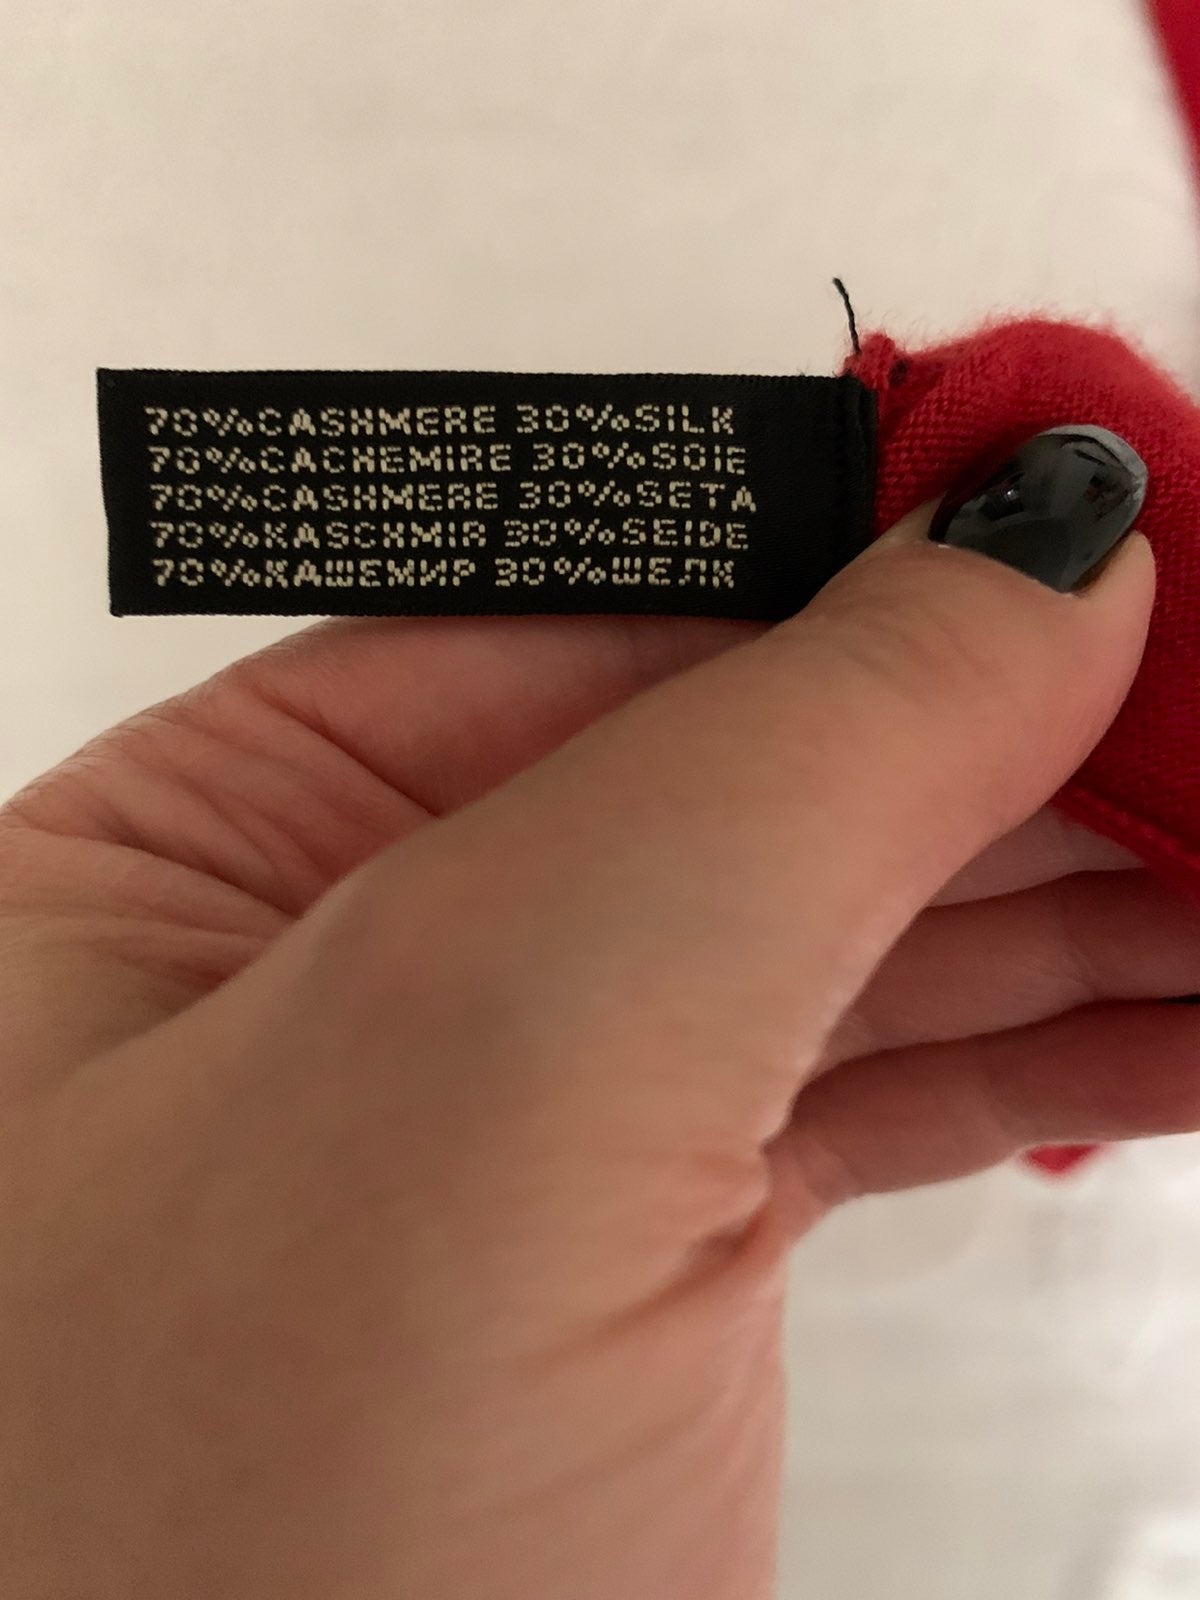 70%CASHMERE 30%SILK
70%CACHEMIRE 30%SOIE
70%CASHMERE 30%SETA
70%KASCHMIR 30%SEIDE
70%КАШЕМИР 30%ШЕЛК